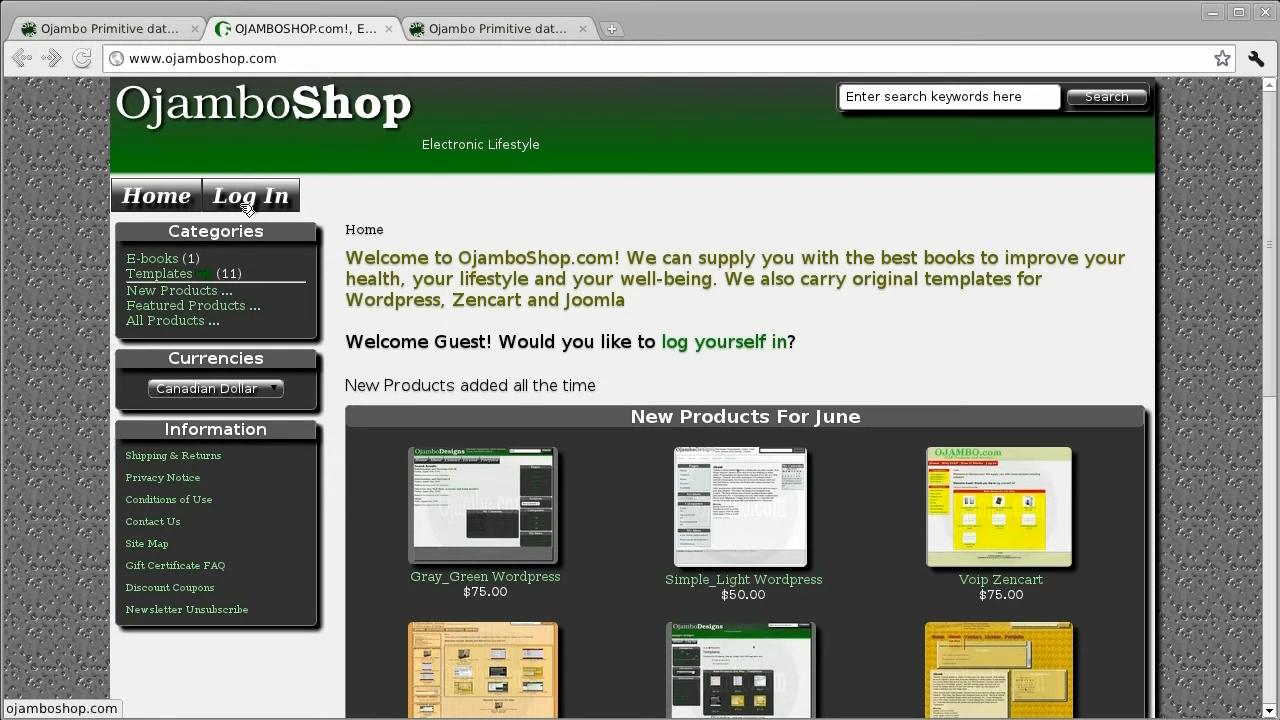 Ojambo Primitive dat...
OJAMBOSHOP.com!, E...
Ojambo Primitive dat...
www.ojamboshop.com
OjamboShop
Electronic Lifestyle
Enter search keywords here
Search
Home
Log In
Categories
E-books (1)
Templates (11)
New Products ...
Featured Products ...
All Products ...
Currencies
Canadian Dollar
Information
Shipping & Returns
Privacy Notice
Conditions of Use
Contact Us
Site Map
Gift Certificate FAQ
Discount Coupons
Newsletter Unsubscribe
Home
Welcome to OjamboShop.com! We can supply you with the best books to improve your
health, your lifestyle and your well-being. We also carry original templates for
Wordpress, Zencart and Joomla
Welcome Guest! Would you like to log yourself in?
New Products added all the time
New Products For June
OjamboDesigns
OJAMBO.com
Gray_Green Wordpress
$75.00
Simple_Light Wordpress
$50.00
Voip Zencart
$75.00
OjamboDesigns
ojamboshop.com